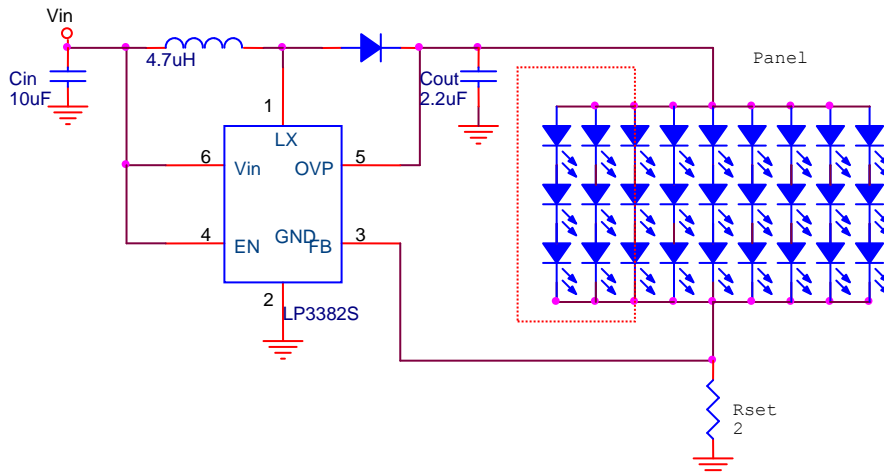 Vin
4.7uH
Cin
10uF
Cout
2.2uF
Panel
1
LX
6
Vin
OVP
5
4
EN
GND
FB
3
2
LP3382S
Rset
2